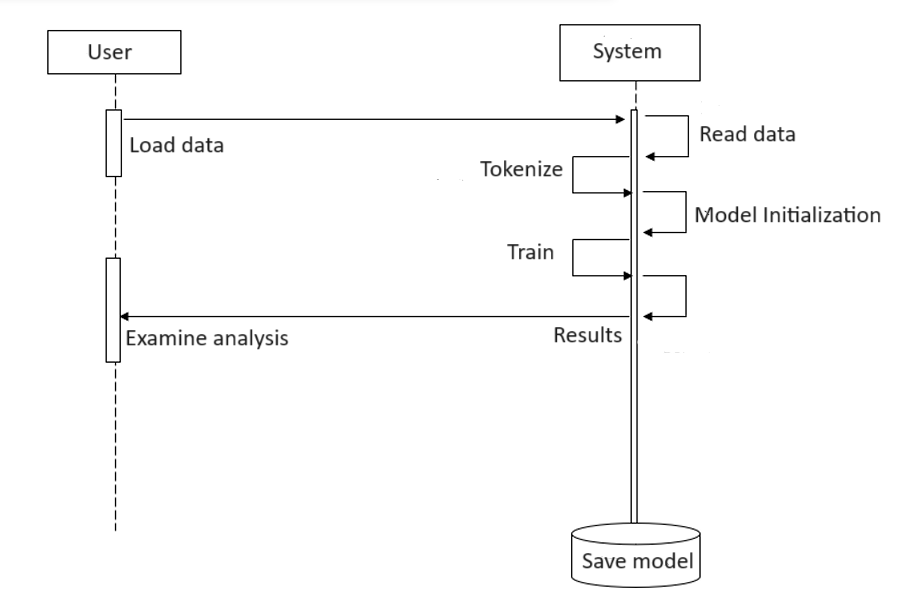 User
System
Load data
Read data
Tokenize
Model Initialization
Train
Examine analysis
Results
Save model